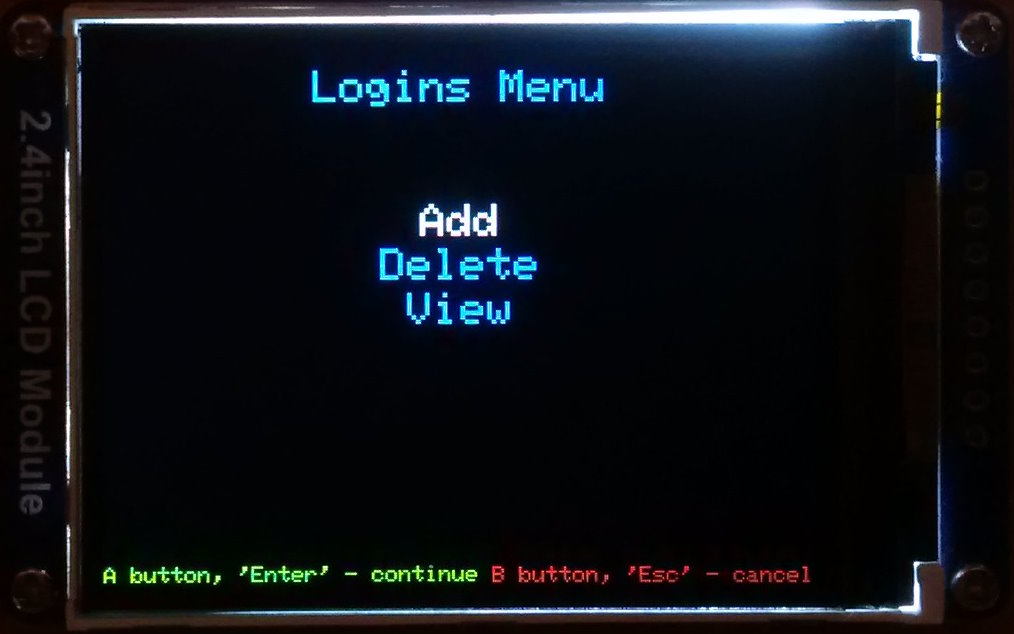 Logins Menu
Add
Delete
View
A button, 'Enter' - continue B button, 'Esc' - cancel
2.4inch LCD Module